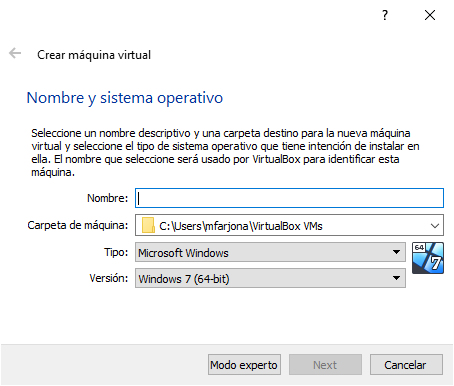 ?
Crear máquina virtual
Nombre y sistema operativo
Seleccione un nombre descriptivo y una carpeta destino para la nueva máquina
virtual y seleccione el tipo de sistema operativo que tiene intención de instalar en
ella. El nombre que seleccione será usado por VirtualBox para identificar esta
máquina.
Nombre:
Carpeta de máquina: C:\Users\mfarjona\VirtualBox VMs
Tipo: Microsoft Windows
64
7
Versión: Windows 7 (64-bit)
Modo experto Next Cancelar